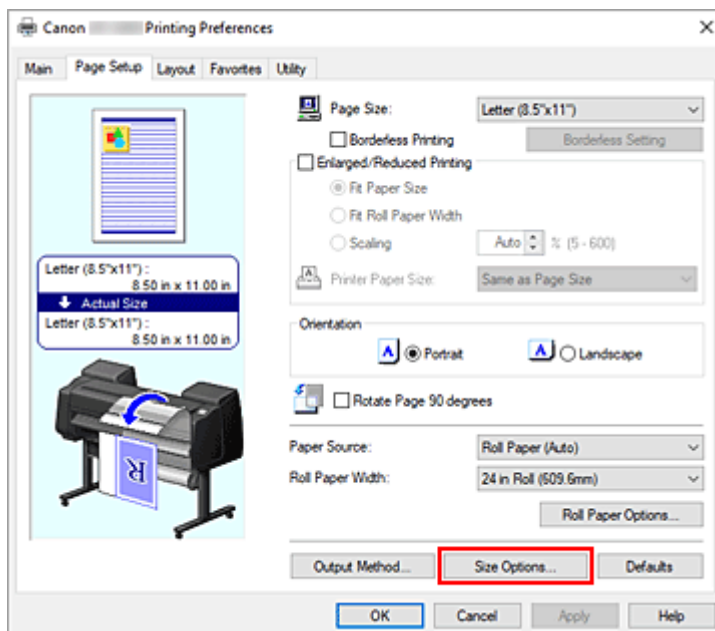 Canon Printing Preferences
Main Page Setup Layout Favorites Utility
Page Size: Letter (8.5"x11")
Borderless Printing Borderless Setting
Enlarged/Reduced Printing
Fit Paper Size
Fit Roll Paper Width
Scaling Auto % (5 - 600)
Printer Paper Size: Same as Page Size
Letter (8.5"x11") :
8.50 in x 11.00 in
Actual Size
Letter (8.5"x11") :
8.50 in x 11.00 in
Orientation
A Portrait A Landscape
Rotate Page 90 degrees
R
Paper Source: Roll Paper (Auto)
Roll Paper Width: 24 in Roll (609.6mm)
Roll Paper Options...
Output Method... Size Options... Defaults
OK Cancel Apply Help